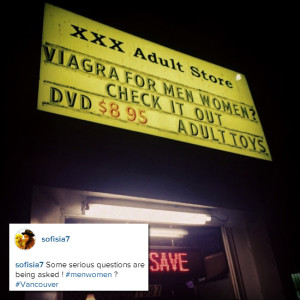 XXX Adult Store
VIAGRA FOR MEN WOMEN?
CHECK IT OUT
DVD $8.95 ADULT TOYS
SAVE
sofisia7
sofisia7 Some serious questions are
being asked ! #menwomen ?
#Vancouver